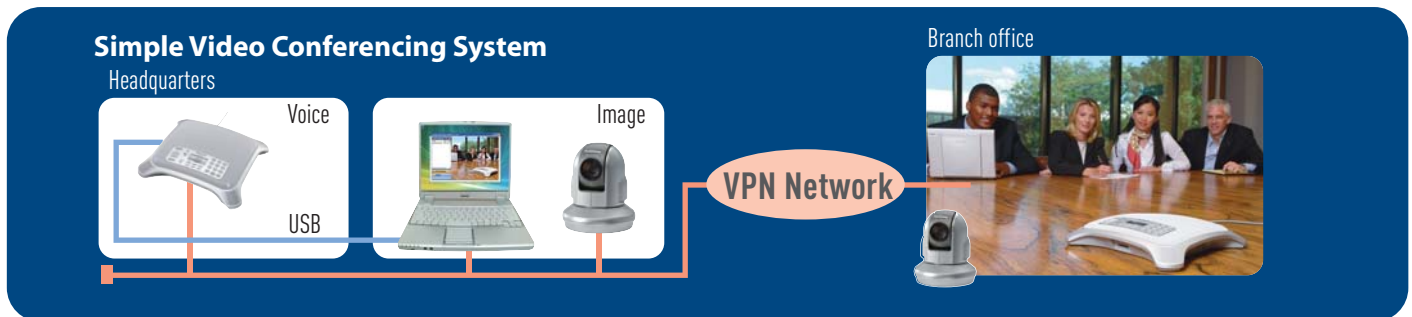 Simple Video Conferencing System
Headquarters
Voice
USB
Image
VPN Network
Branch office